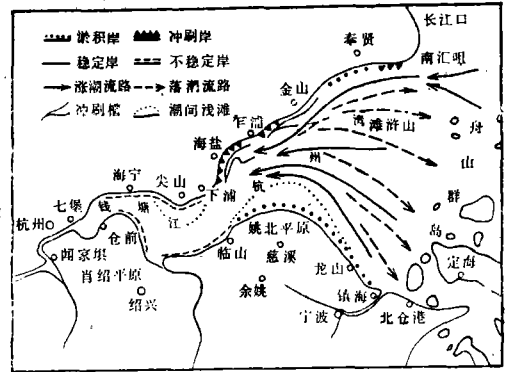 淤积岸 冲刷岸
稳定岸 不稳定岸
涨潮流路 落潮流路
冲刷槽 潮间浅滩
长江口
奉贤
南汇咀
金山
乍浦
湾 滩浒山
舟
山
群
岛
海盐
州
杭
海宁
尖山
下浦
七堡
钱
塘
江
杭州
仓前
姚北平原
临山
慈溪
闻家堰
肖绍平原
龙山
定海
余姚
绍兴
镇海
宁波
北仑港